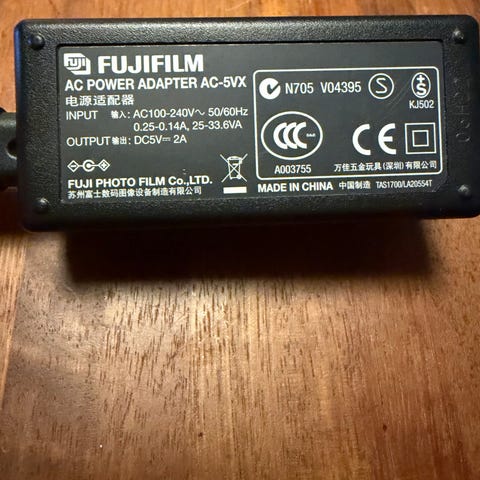 FUJI FUJIFILM
AC POWER ADAPTER AC-5VX
电源适配器
INPUT 输入: AC100-240V～ 50/60Hz
0.25-0.14A, 25-33.6VA
OUTPUT 输出: DC5V⎓ 2A
FUJI PHOTO FILM Co.,LTD.
苏州富士数码图像设备制造有限公司
N705 V04395
S
S
KJ502
CCC
A003755
CE
万佳五金玩具(深圳)有限公司
MADE IN CHINA 中国制造 TAS1700/LA20554T